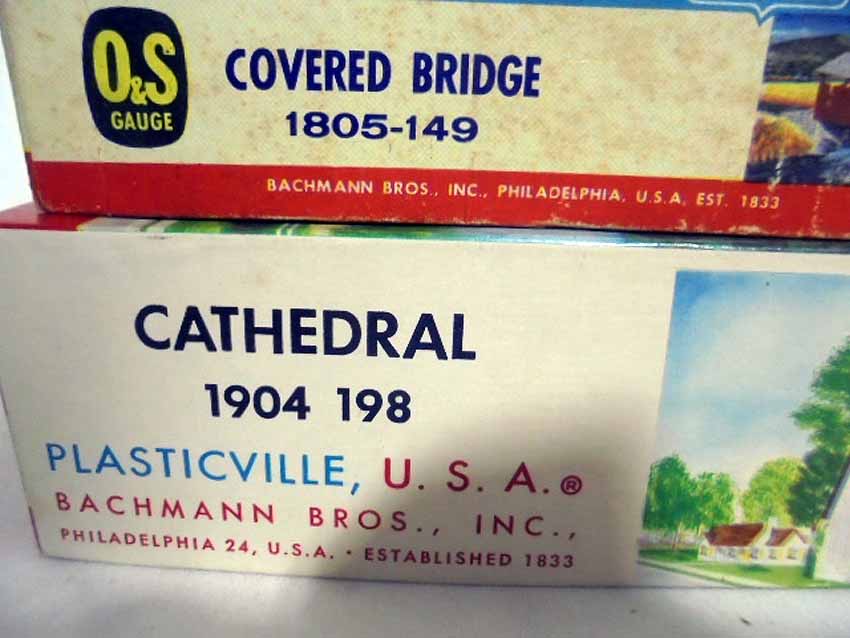 O&S
GAUGE
COVERED BRIDGE
1805-149
BACHMANN BROS., INC., PHILADELPHIA, U.S.A. EST. 1833
CATHEDRAL
1904 198
PLASTICVILLE, U. S. A.®
BACHMANN BROS., INC.,
PHILADELPHIA 24, U.S.A. · ESTABLISHED 1833